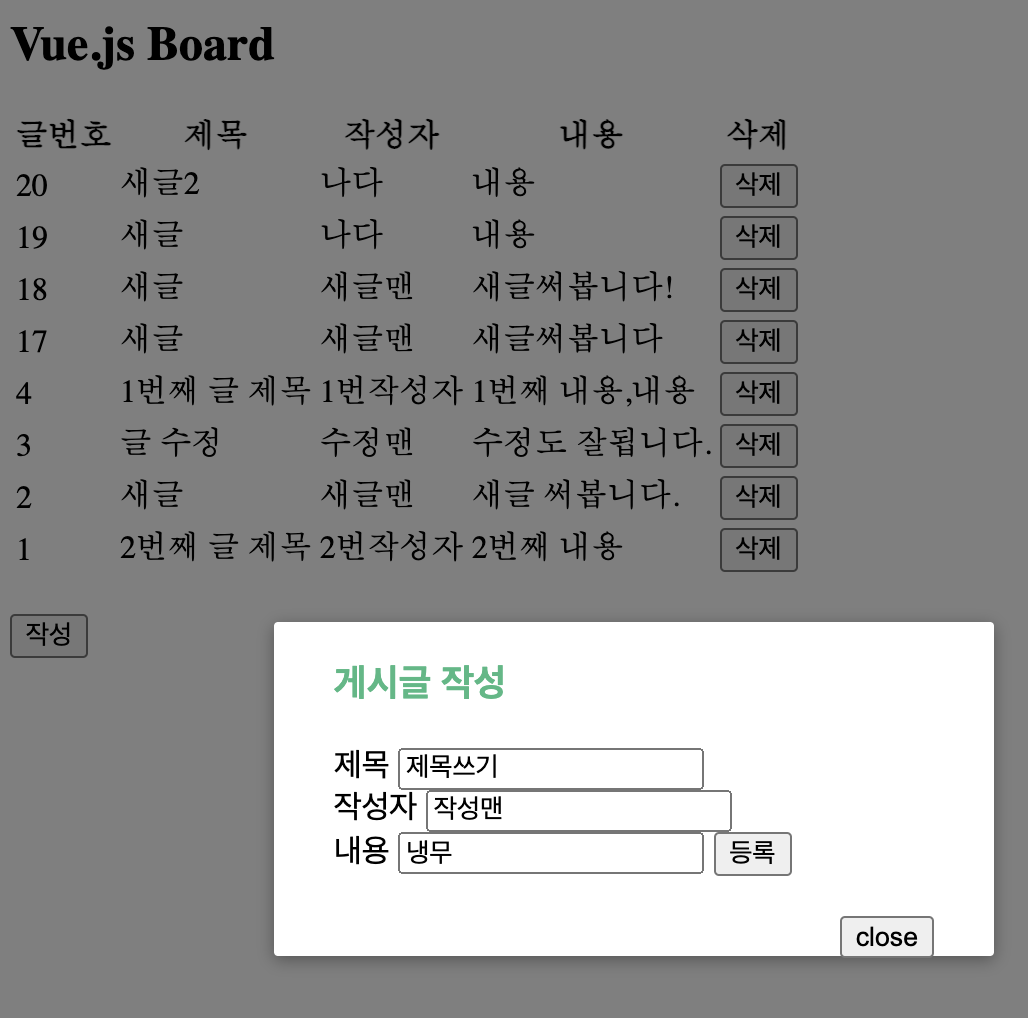 Vue.js Board
글번호 제목 작성자 내용 삭제
20 새글2 나다 내용 삭제
19 새글 나다 내용 삭제
18 새글 새글맨 새글써봅니다! 삭제
17 새글 새글맨 새글써봅니다 삭제
4 1번째 글 제목 1번작성자 1번째 내용,내용 삭제
3 글 수정 수정맨 수정도 잘됩니다. 삭제
2 새글 새글맨 새글 써봅니다. 삭제
1 2번째 글 제목 2번작성자 2번째 내용 삭제
작성
게시글 작성
제목 제목쓰기
작성자 작성맨
내용 냉무 등록
close